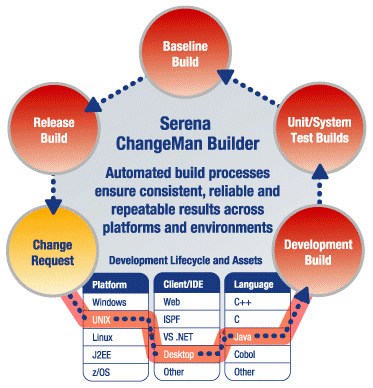 Baseline
Build
Release
Build
Unit/System
Test Builds
Serena
ChangeMan Builder
Automated build processes
ensure consistent, reliable and
repeatable results across
platforms and environments
Change
Request
Development
Build
Development Lifecycle and Assets
Platform Client/IDE Language
Windows Web C++
UNIX ISPF C
Linux VS .NET Java
J2EE Desktop Cobol
z/OS Other Other